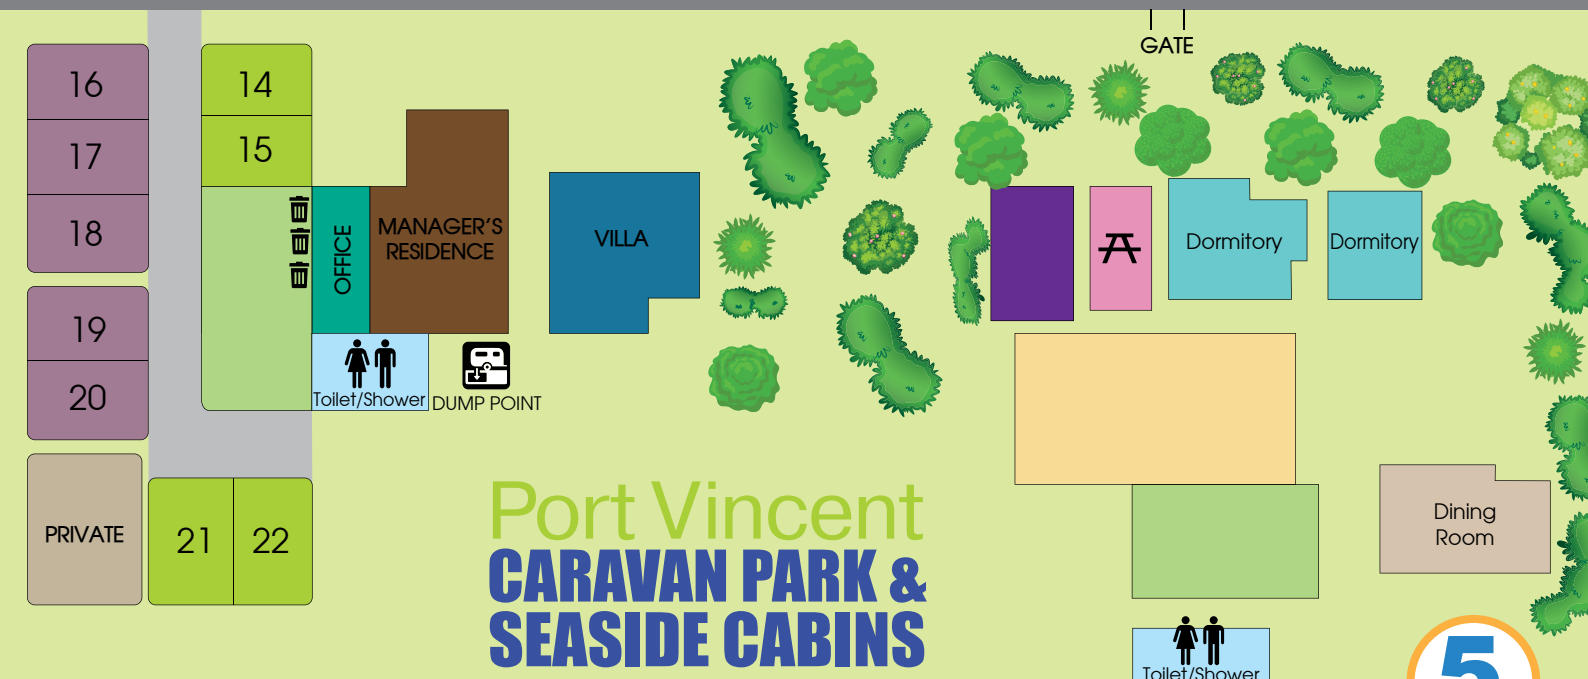 GATE
16
14
17
15
18
OFFICE
MANAGER'S
RESIDENCE
VILLA
Dormitory
Dormitory
19
20
Toilet/Shower
DUMP POINT
PRIVATE
21
22
Port Vincent
CARAVAN PARK &
SEASIDE CABINS
Dining
Room
Toilet/Shower
5